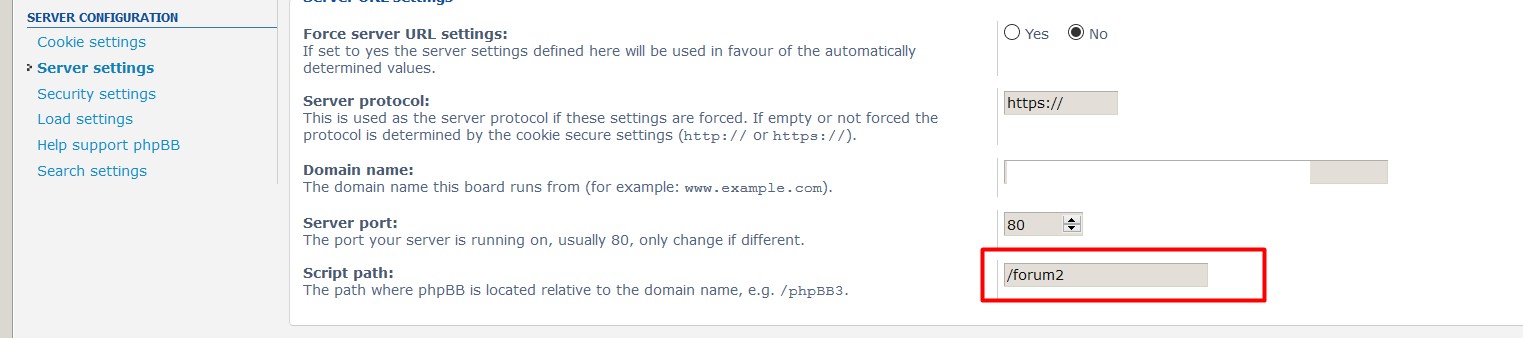 Server URL settings
SERVER CONFIGURATION
Cookie settings
Server settings
Security settings
Load settings
Help support phpBB
Search settings
Force server URL settings:
If set to yes the server settings defined here will be used in favour of the automatically
determined values.
Yes No
Server protocol:
This is used as the server protocol if these settings are forced. If empty or not forced the
protocol is determined by the cookie secure settings (http:// or https://).
https://
Domain name:
The domain name this board runs from (for example: www.example.com).
Server port:
The port your server is running on, usually 80, only change if different.
80
Script path:
The path where phpBB is located relative to the domain name, e.g. /phpBB3.
/forum2